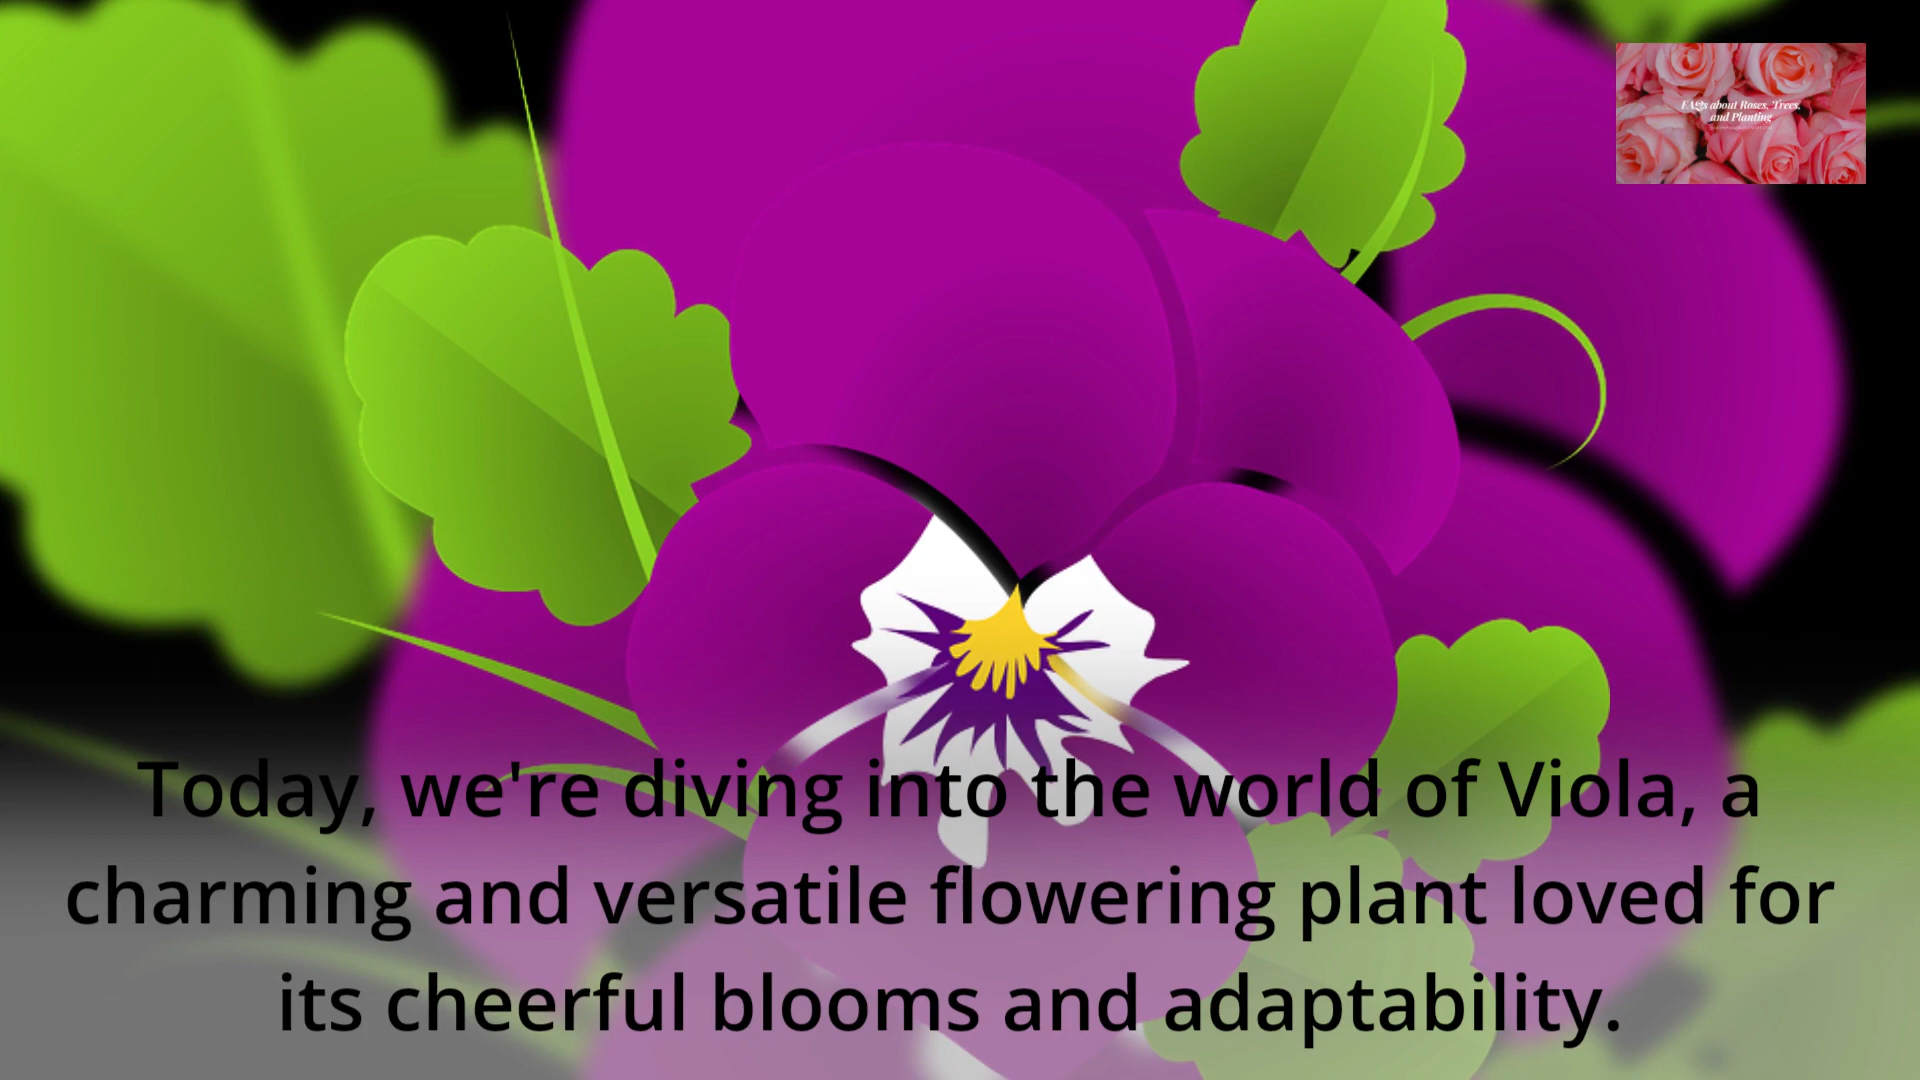 FAQs about Roses, Trees,
and Planting
Today, we're diving into the world of Viola, a
charming and versatile flowering plant loved for
its cheerful blooms and adaptability.